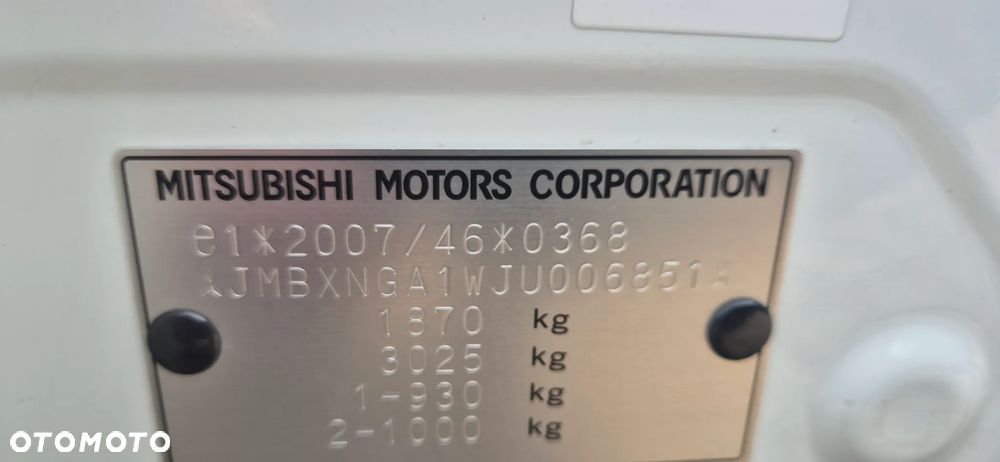 MITSUBISHI MOTORS CORPORATION
e1*2007/46*0368
JMBXNGA1WJU006851
1870 kg
3025 kg
1-930 kg
2-1000 kg
OTOMOTO